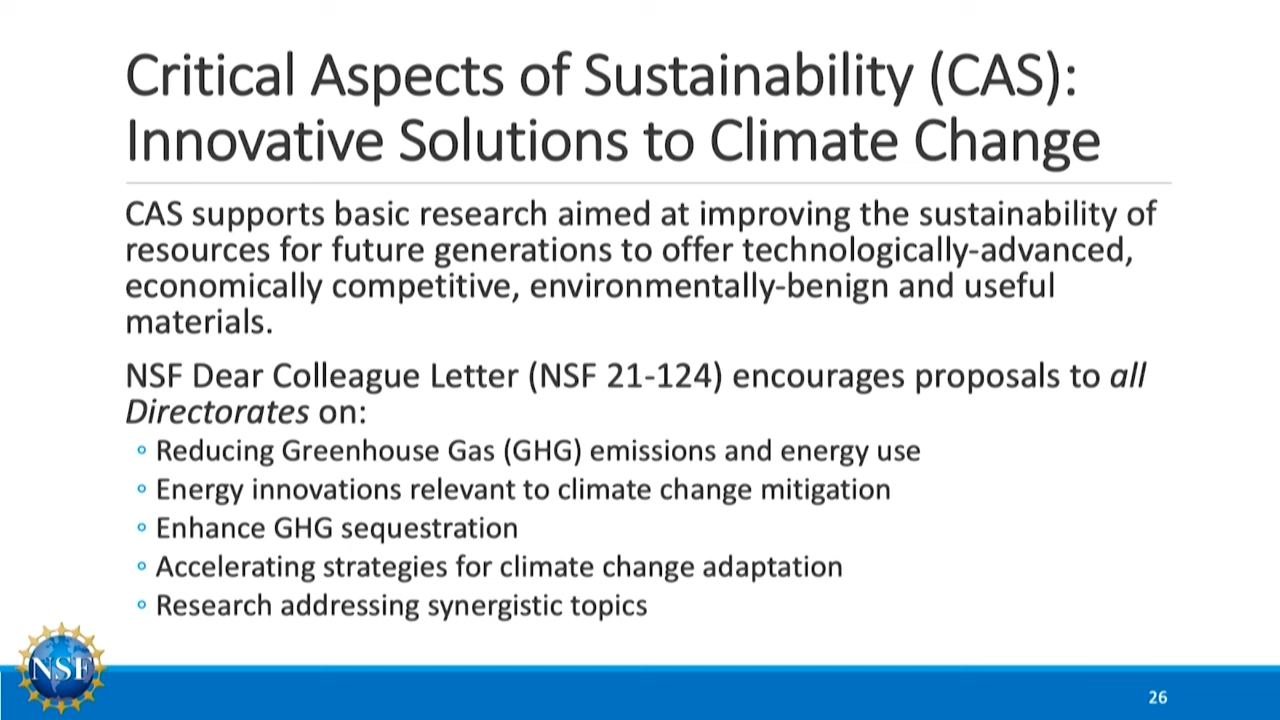 Critical Aspects of Sustainability (CAS):
Innovative Solutions to Climate Change
CAS supports basic research aimed at improving the sustainability of
resources for future generations to offer technologically-advanced,
economically competitive, environmentally-benign and useful
materials.
NSF Dear Colleague Letter (NSF 21-124) encourages proposals to all
Directorates on:
◦ Reducing Greenhouse Gas (GHG) emissions and energy use
◦ Energy innovations relevant to climate change mitigation
◦ Enhance GHG sequestration
◦ Accelerating strategies for climate change adaptation
◦ Research addressing synergistic topics
NSF
26